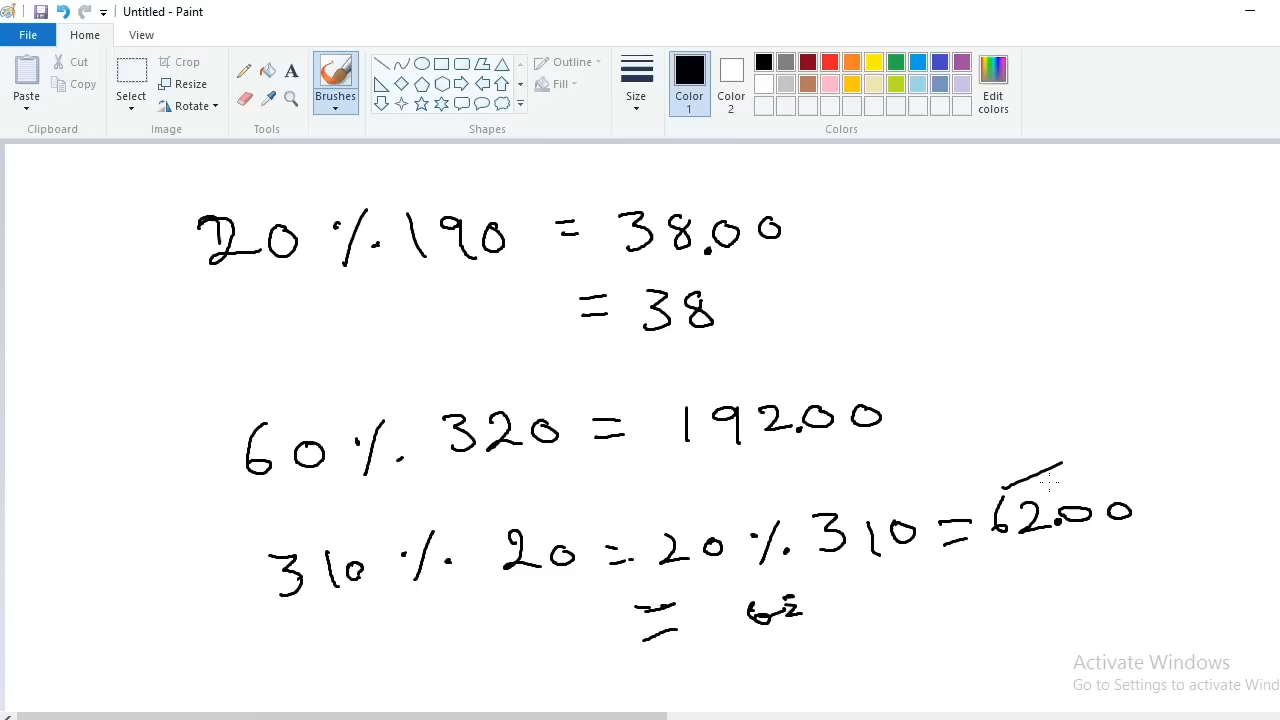 Untitled - Paint
File Home View
Paste Cut Copy Select Crop Resize Rotate A Brushes Outline Fill Size Color 1 Color 2 Edit colors
Clipboard Image Tools Shapes Colors
20 % 190 = 38.00
= 38
60 % 320 = 192.00
310 % 20 = 20 % 310 = 62.00
= 62
Activate Windows
Go to Settings to activate Wind